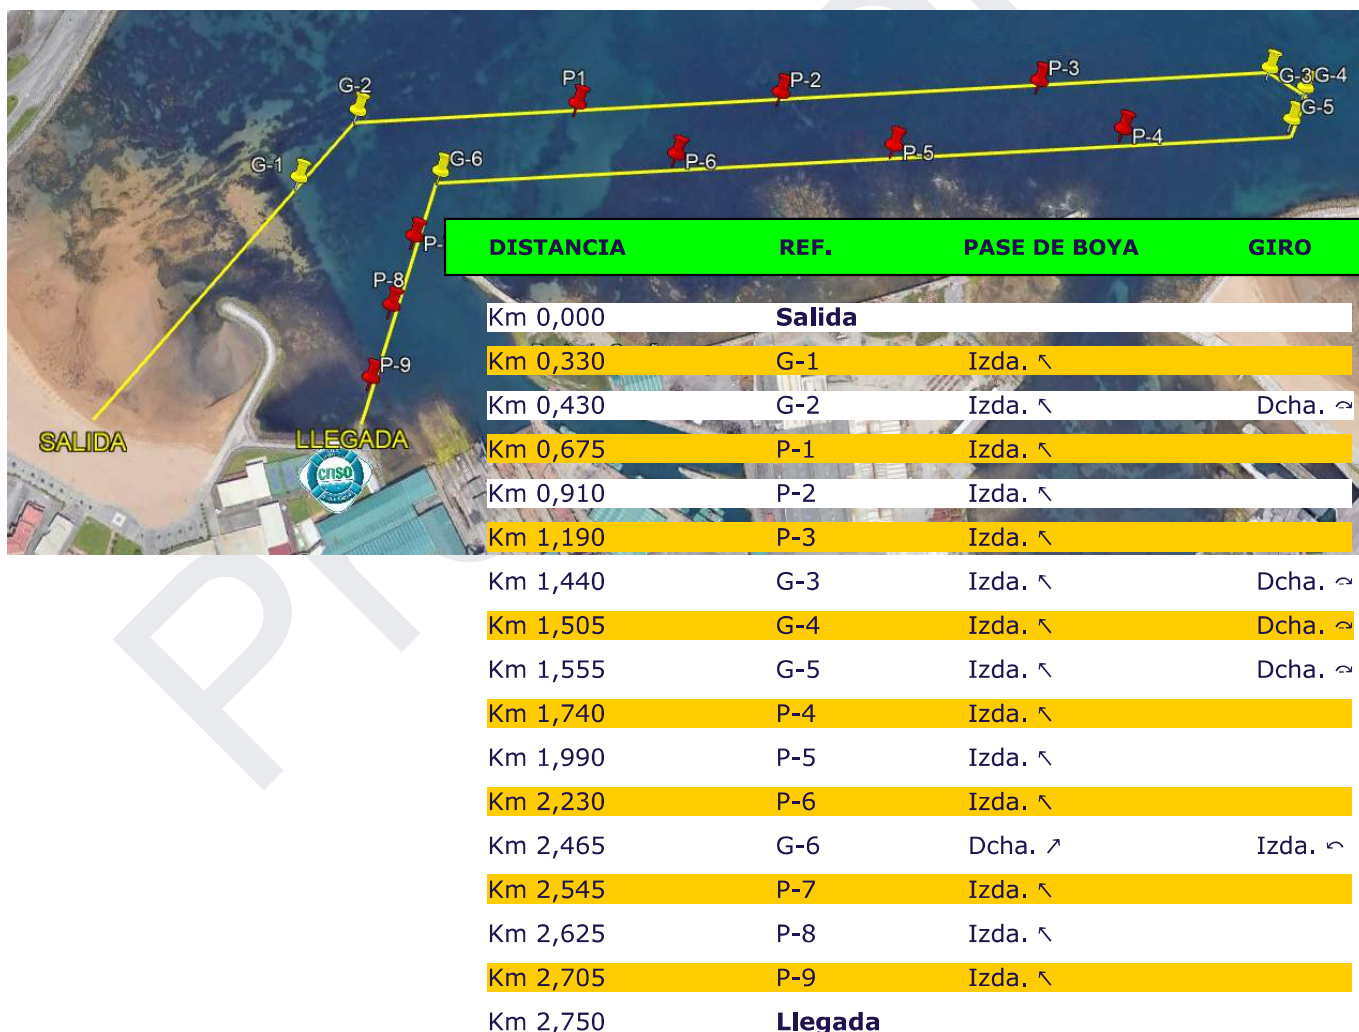 G-2
P1
P-2
P-3
G-3
G-4
G-5
P-4
P-5
P-6
G-6
G-1
P-
P-8
P-9
SALIDA
LLEGADA
CNSO
DISTANCIA REF. PASE DE BOYA GIRO
Km 0,000 Salida
Km 0,330 G-1 Izda. ↖
Km 0,430 G-2 Izda. ↖ Dcha. ↷
Km 0,675 P-1 Izda. ↖
Km 0,910 P-2 Izda. ↖
Km 1,190 P-3 Izda. ↖
Km 1,440 G-3 Izda. ↖ Dcha. ↷
Km 1,505 G-4 Izda. ↖ Dcha. ↷
Km 1,555 G-5 Izda. ↖ Dcha. ↷
Km 1,740 P-4 Izda. ↖
Km 1,990 P-5 Izda. ↖
Km 2,230 P-6 Izda. ↖
Km 2,465 G-6 Dcha. ↗ Izda. ↶
Km 2,545 P-7 Izda. ↖
Km 2,625 P-8 Izda. ↖
Km 2,705 P-9 Izda. ↖
Km 2,750 Llegada